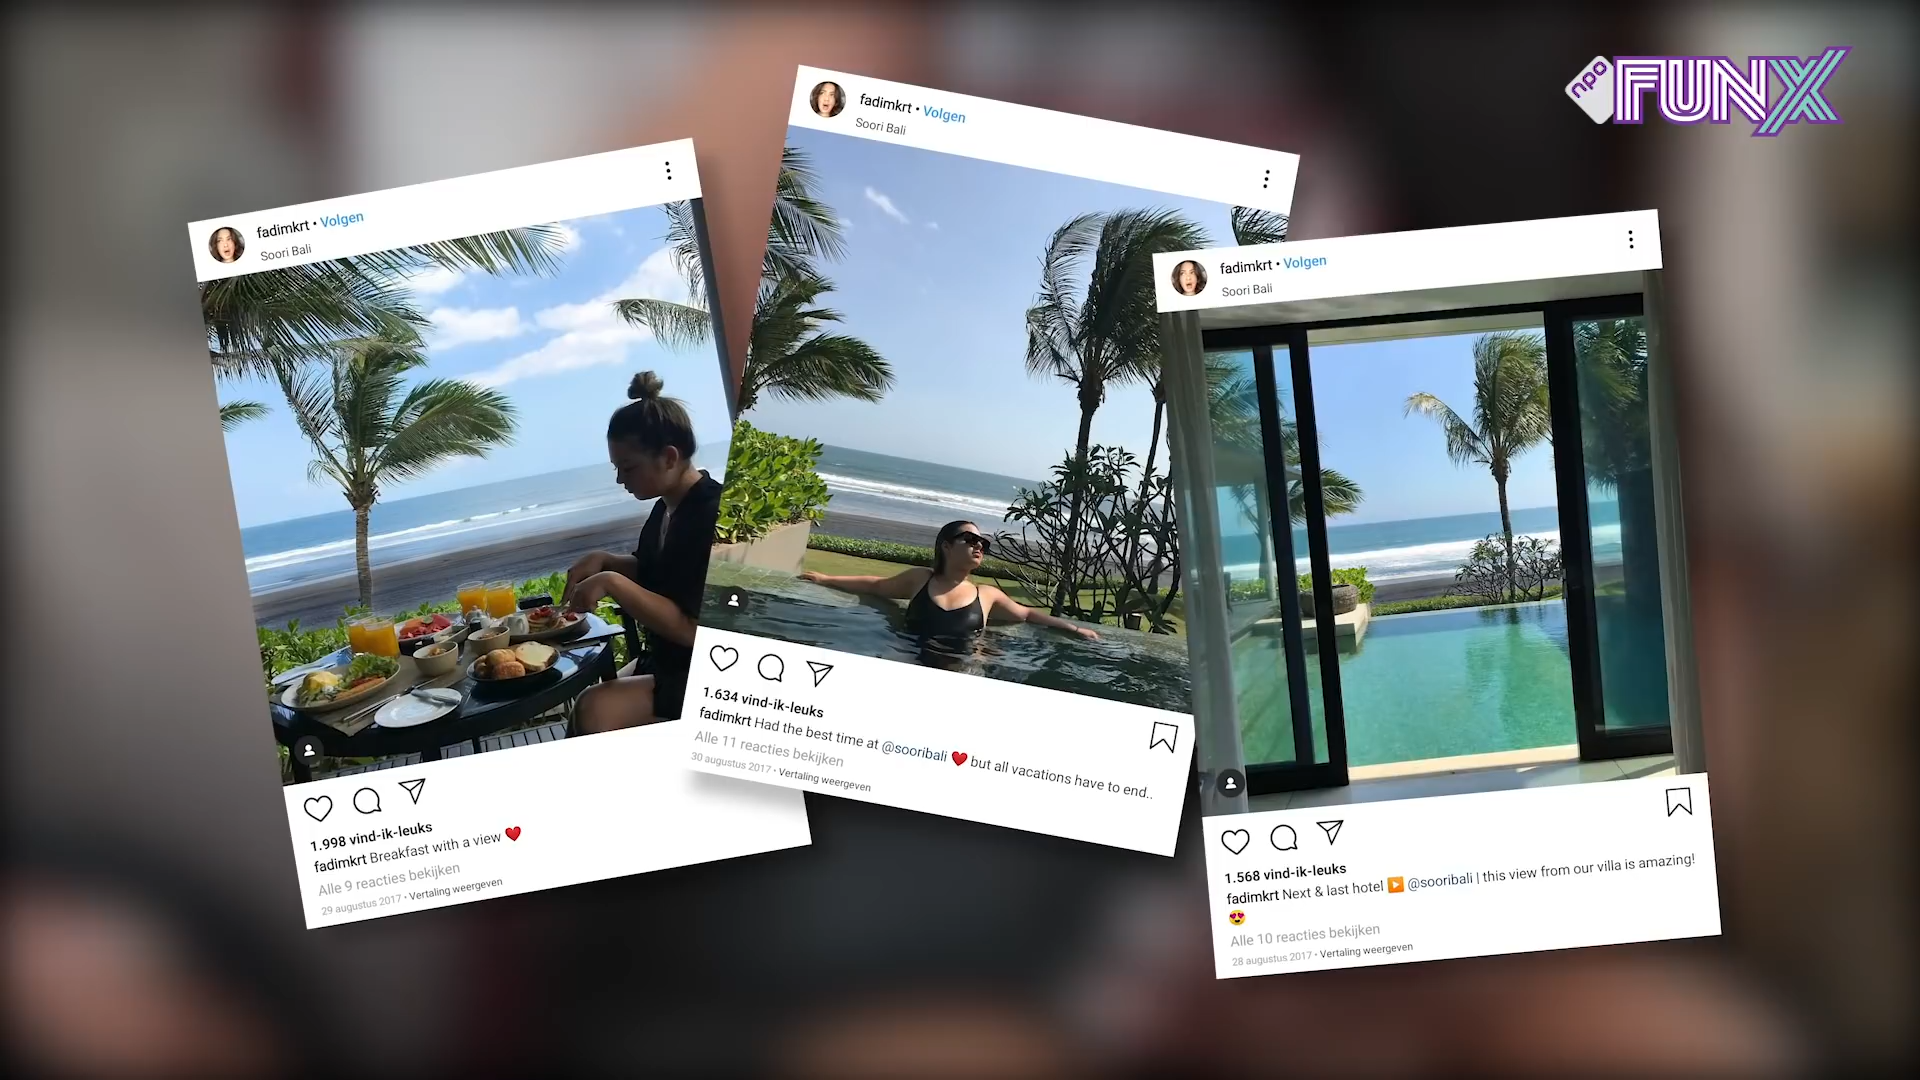 npo FUNX
fadimkrt • Volgen
Soori Bali
1.998 vind-ik-leuks
fadimkrt Breakfast with a view ❤️
Alle 9 reacties bekijken
29 augustus 2017 • Vertaling weergeven
fadimkrt • Volgen
Soori Bali
1.634 vind-ik-leuks
fadimkrt Had the best time at @sooribali ❤️ but all vacations have to end..
Alle 11 reacties bekijken
30 augustus 2017 • Vertaling weergeven
fadimkrt • Volgen
Soori Bali
1.568 vind-ik-leuks
fadimkrt Next & last hotel ▶️ @sooribali | this view from our villa is amazing!
😍
Alle 10 reacties bekijken
28 augustus 2017 • Vertaling weergeven